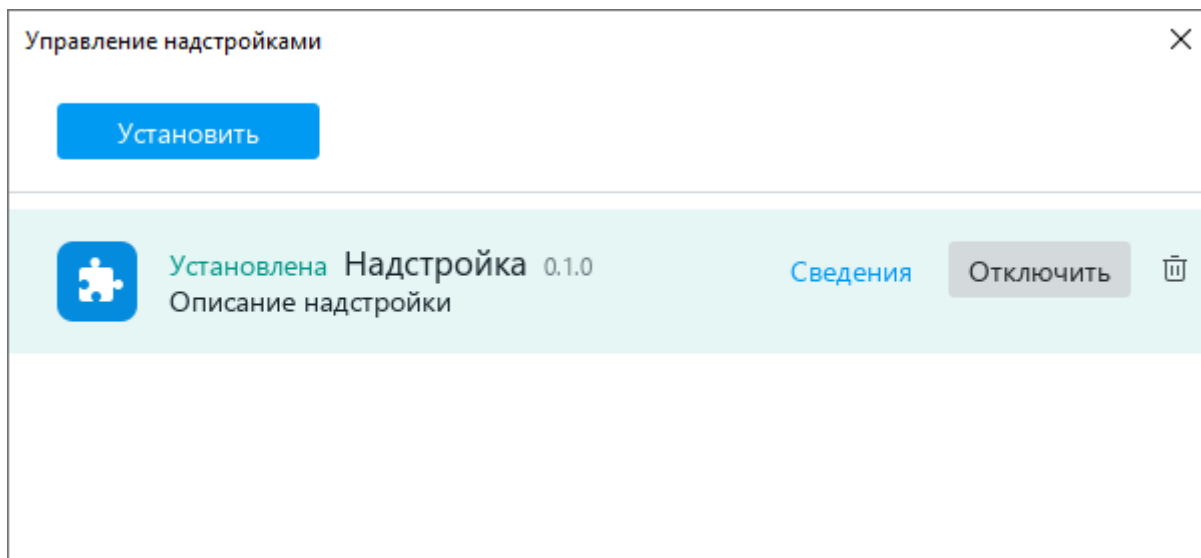 Управление надстройками
Установить
Установлена Надстройка 0.1.0 Сведения Отключить
Описание надстройки